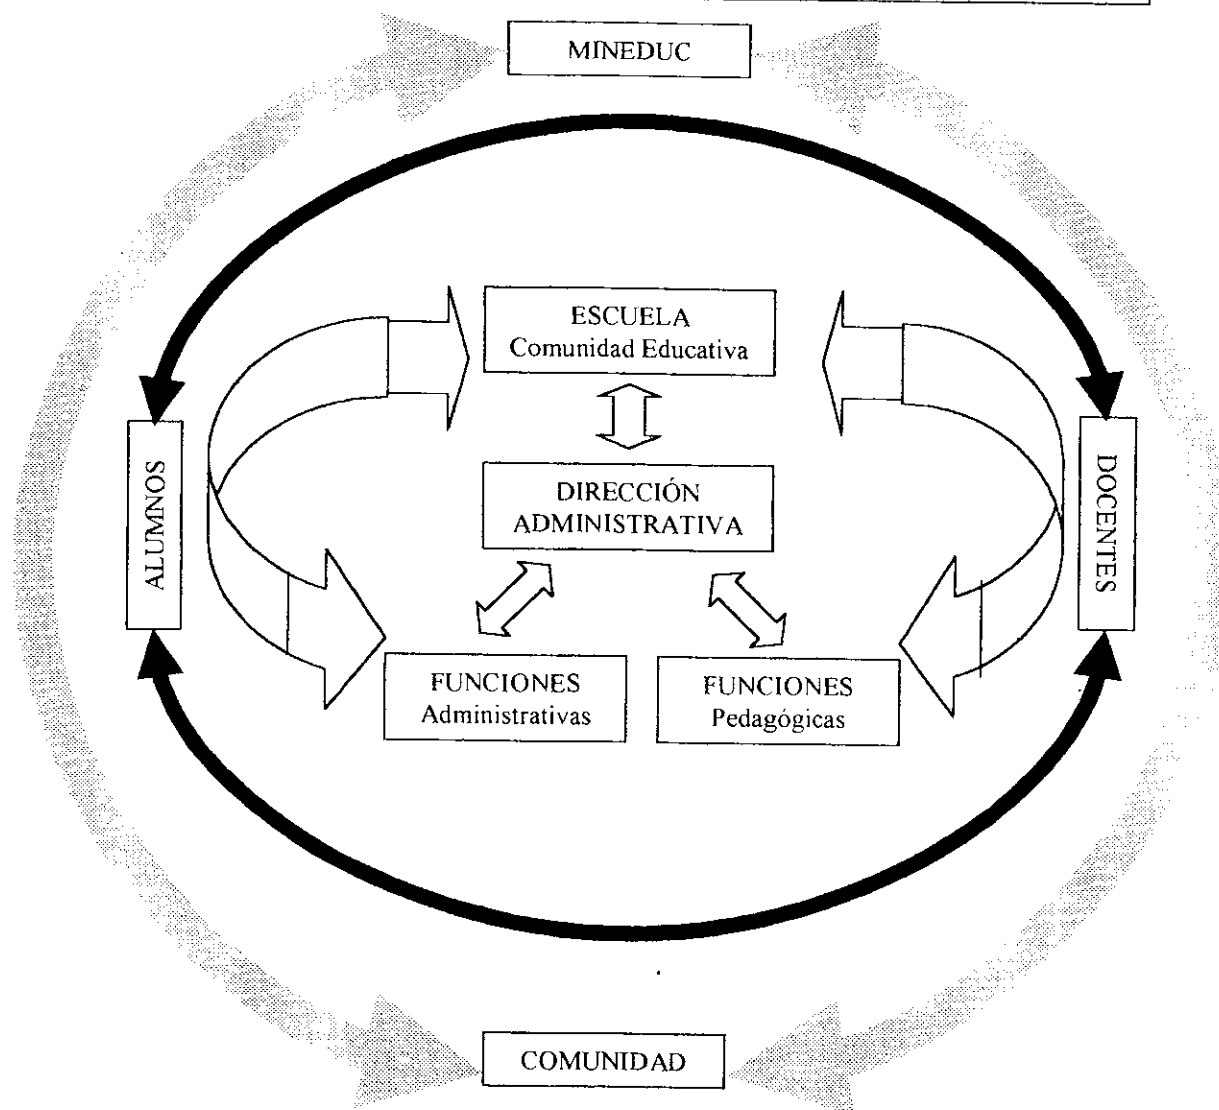 MINEDUC
ESCUELA
Comunidad Educativa
ALUMNOS
DIRECCIÓN
ADMINISTRATIVA
DOCENTES
FUNCIONES
Administrativas
FUNCIONES
Pedagógicas
COMUNIDAD